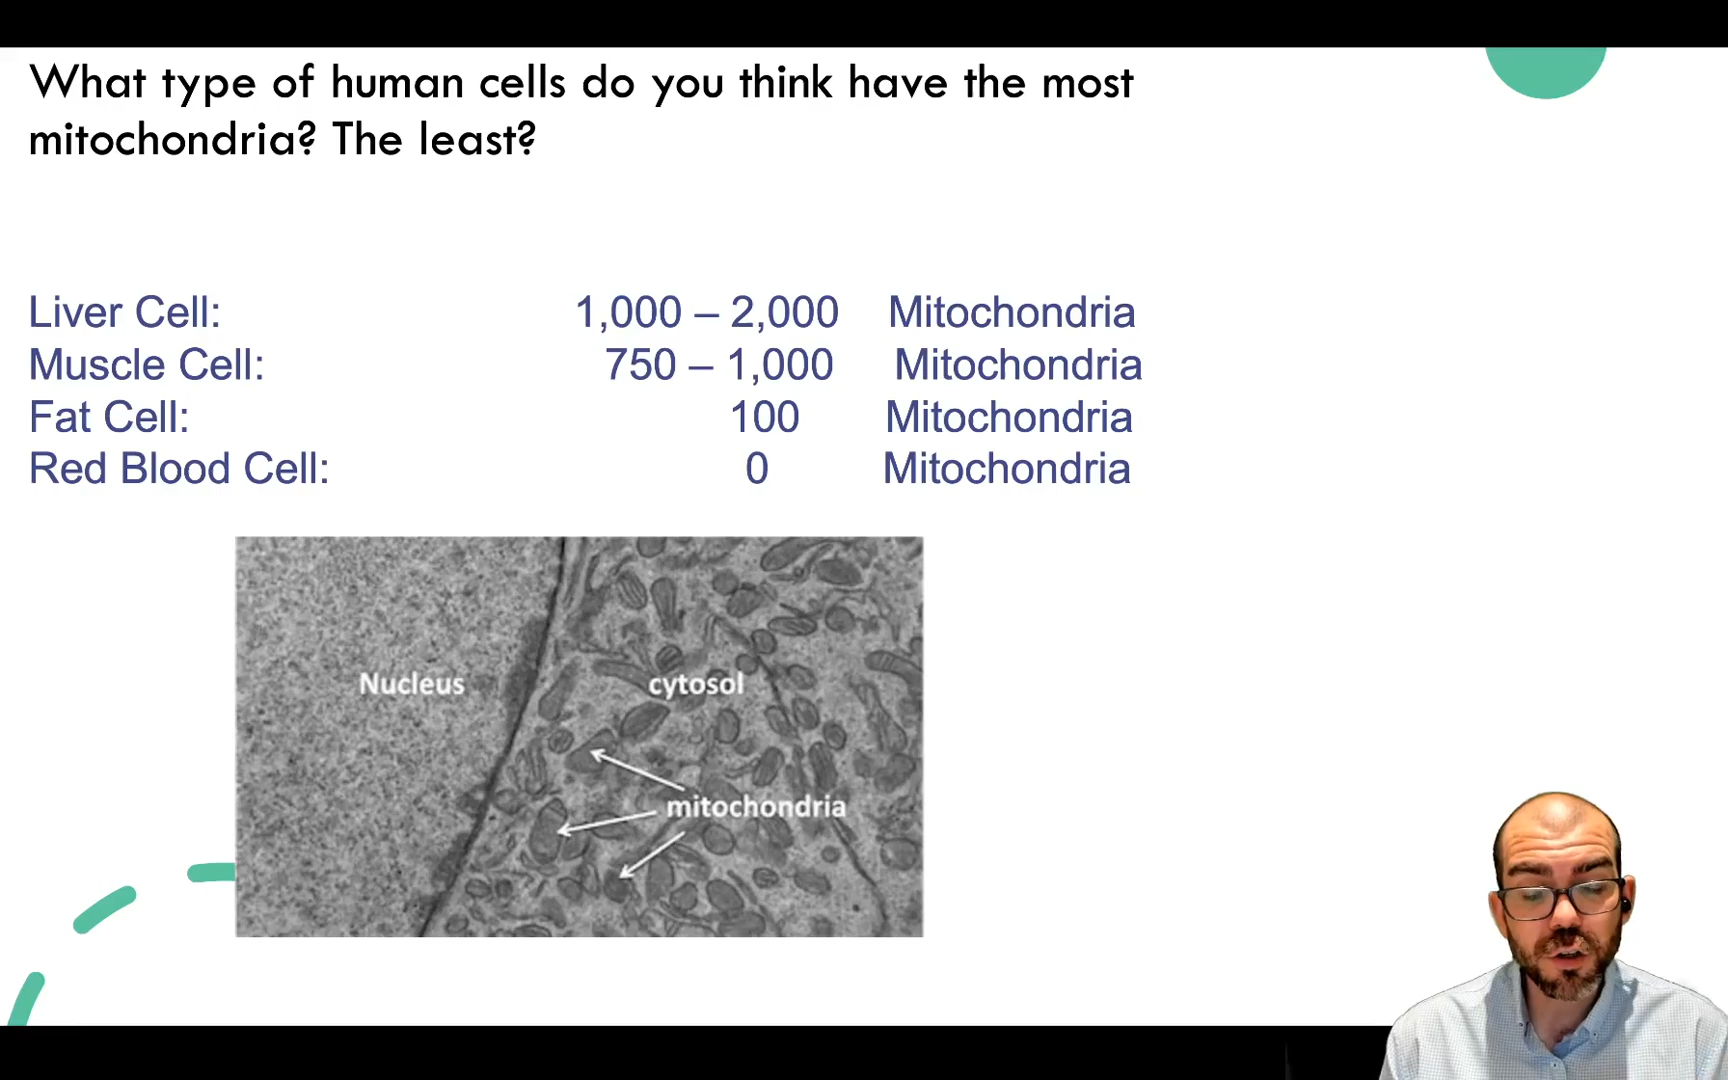 What type of human cells do you think have the most
mitochondria? The least?
Liver Cell: 1,000 – 2,000 Mitochondria
Muscle Cell: 750 – 1,000 Mitochondria
Fat Cell: 100 Mitochondria
Red Blood Cell: 0 Mitochondria
Nucleus cytosol
mitochondria